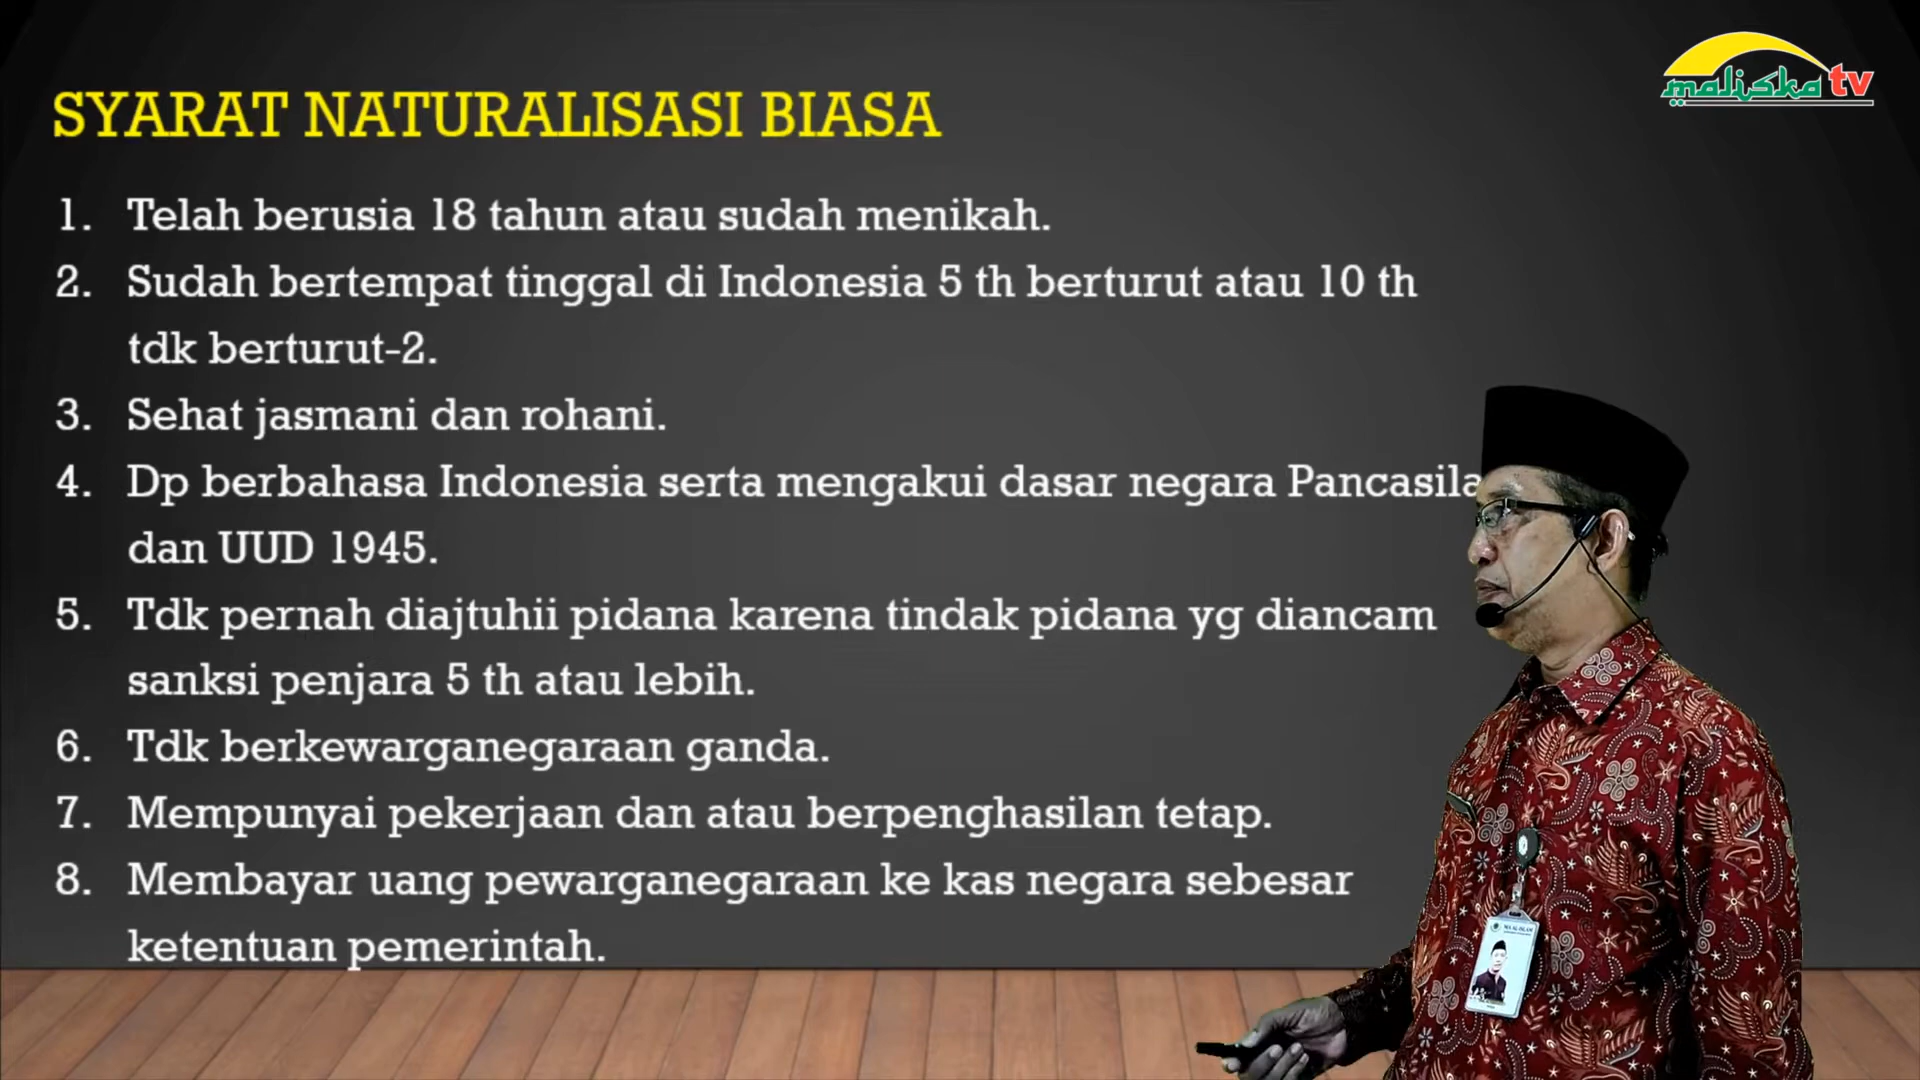 maliska tv
SYARAT NATURALISASI BIASA
1. Telah berusia 18 tahun atau sudah menikah.
2. Sudah bertempat tinggal di Indonesia 5 th berturut atau 10 th
tdk berturut-2.
3. Sehat jasmani dan rohani.
4. Dp berbahasa Indonesia serta mengakui dasar negara Pancasila
dan UUD 1945.
5. Tdk pernah diajtuhii pidana karena tindak pidana yg diancam
sanksi penjara 5 th atau lebih.
6. Tdk berkewarganegaraan ganda.
7. Mempunyai pekerjaan dan atau berpenghasilan tetap.
8. Membayar uang pewarganegaraan ke kas negara sebesar
ketentuan pemerintah.
MA AL-ISLAM